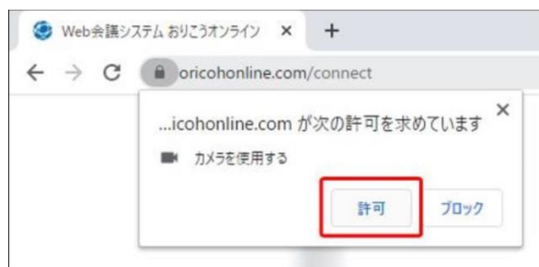 Web会議システム おりこうオンライン
oricohonline.com/connect
...icohonline.com が次の許可を求めています
カメラを使用する
許可 ブロック